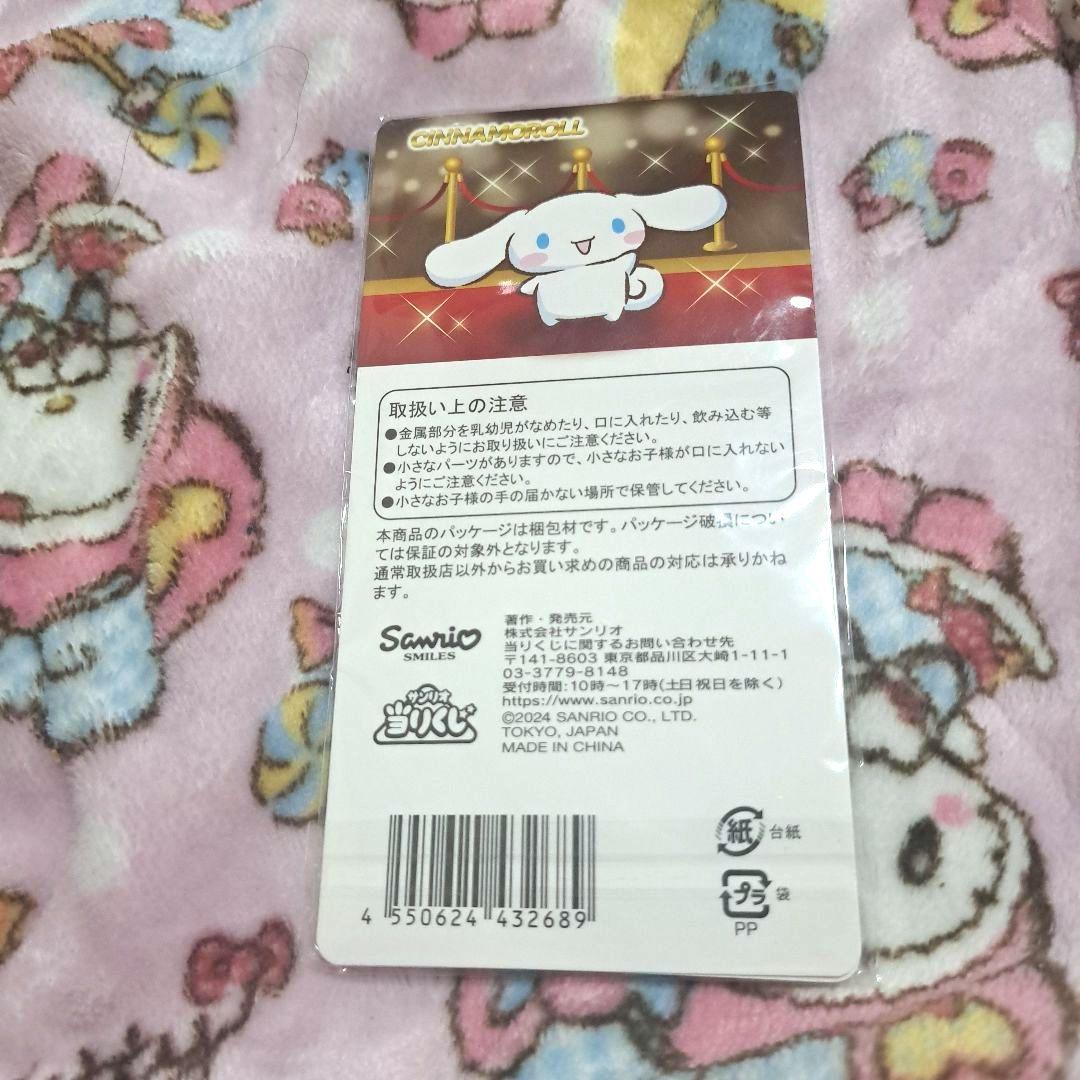 CINNAMOROLL
取扱い上の注意
●金属部分を乳幼児がなめたり、口に入れたり、飲み込む等
しないようにお取り扱いにご注意ください。
●小さなパーツがありますので、小さなお子様が口に入れない
ようにご注意ください。
●小さなお子様の手の届かない場所で保管してください。
本商品のパッケージは梱包材です。パッケージ破損につい
ては保証の対象外となります。
通常取扱店以外からお買い求めの商品の対応は承りかね
ます。
Sanrio
SMILES
サンリオ
当りくじ
著作・発売元
株式会社サンリオ
当りくじに関するお問い合わせ先
〒141-8603 東京都品川区大崎1-11-1
03-3779-8148
受付時間:10時~17時(土日祝日を除く)
https://www.sanrio.co.jp
©2024 SANRIO CO., LTD.
TOKYO, JAPAN
MADE IN CHINA
紙 台紙
プラ 袋
PP
4 550624 432689